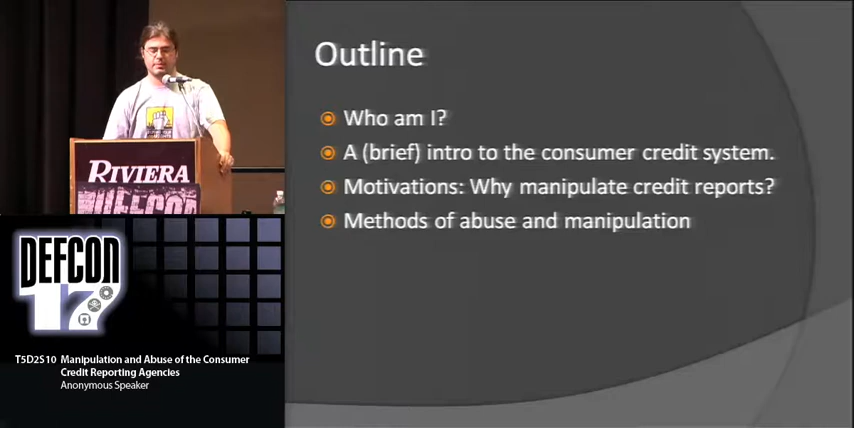 Outline
Who am I?
A (brief) intro to the consumer credit system.
Motivations: Why manipulate credit reports?
Methods of abuse and manipulation
RIVIERA
DEFCON
DEFCON
17
T5D2S10 Manipulation and Abuse of the Consumer
Credit Reporting Agencies
Anonymous Speaker